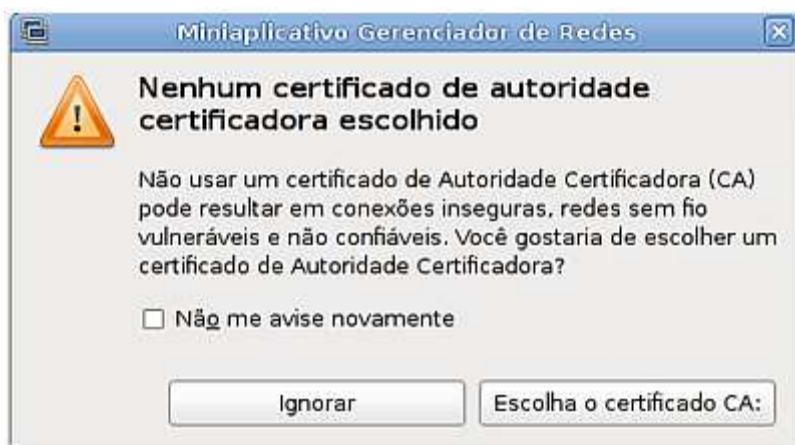 Miniaplicativo Gerenciador de Redes
Nenhum certificado de autoridade
certificadora escolhido
Não usar um certificado de Autoridade Certificadora (CA)
pode resultar em conexões inseguras, redes sem fio
vulneráveis e não confiáveis. Você gostaria de escolher um
certificado de Autoridade Certificadora?
Não me avise novamente
Ignorar
Escolha o certificado CA: